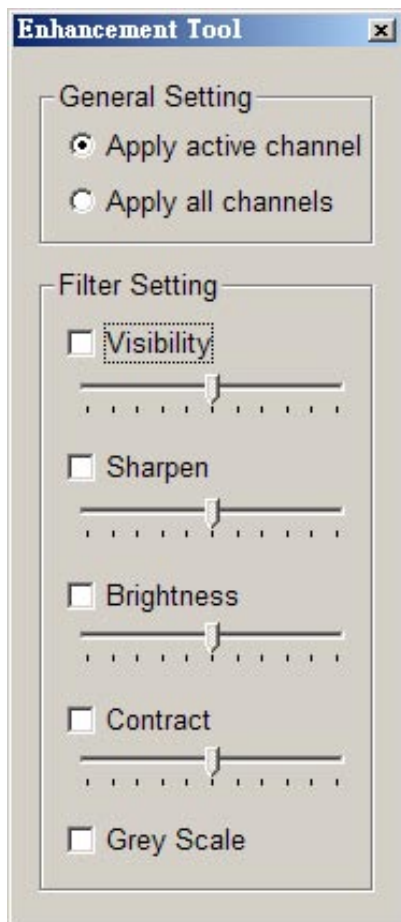 Enhancement Tool
General Setting
Apply active channel
Apply all channels
Filter Setting
Visibility
Sharpen
Brightness
Contract
Grey Scale